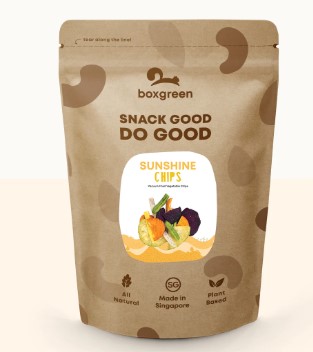 tear along the line!
boxgreen
SNACK GOOD
DO GOOD
SUNSHINE
CHIPS
All
Natural
SG
Made in
Singapore
Plant
Based